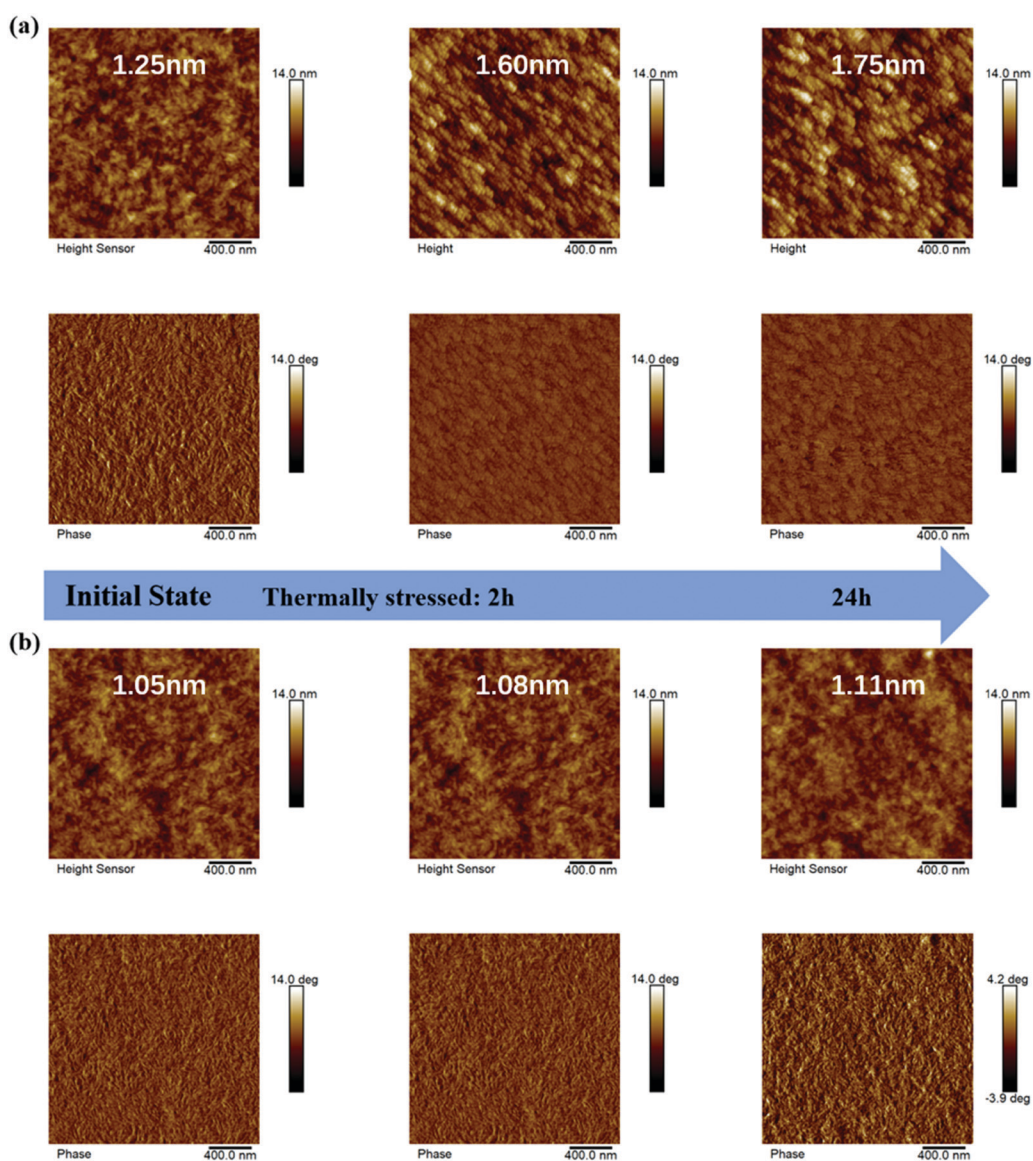 (a)
1.25nm 1.60nm 1.75nm
14.0 nm 14.0 nm 14.0 nm
Height Sensor 400.0 nm Height 400.0 nm Height 400.0 nm
14.0 deg 14.0 deg 14.0 deg
Phase 400.0 nm Phase 400.0 nm Phase 400.0 nm
Initial State Thermally stressed: 2h 24h
(b)
1.05nm 1.08nm 1.11nm
14.0 nm 14.0 nm 14.0 nm
Height Sensor 400.0 nm Height Sensor 400.0 nm Height Sensor 400.0 nm
14.0 deg 14.0 deg 4.2 deg
-3.9 deg
Phase 400.0 nm Phase 400.0 nm Phase 400.0 nm